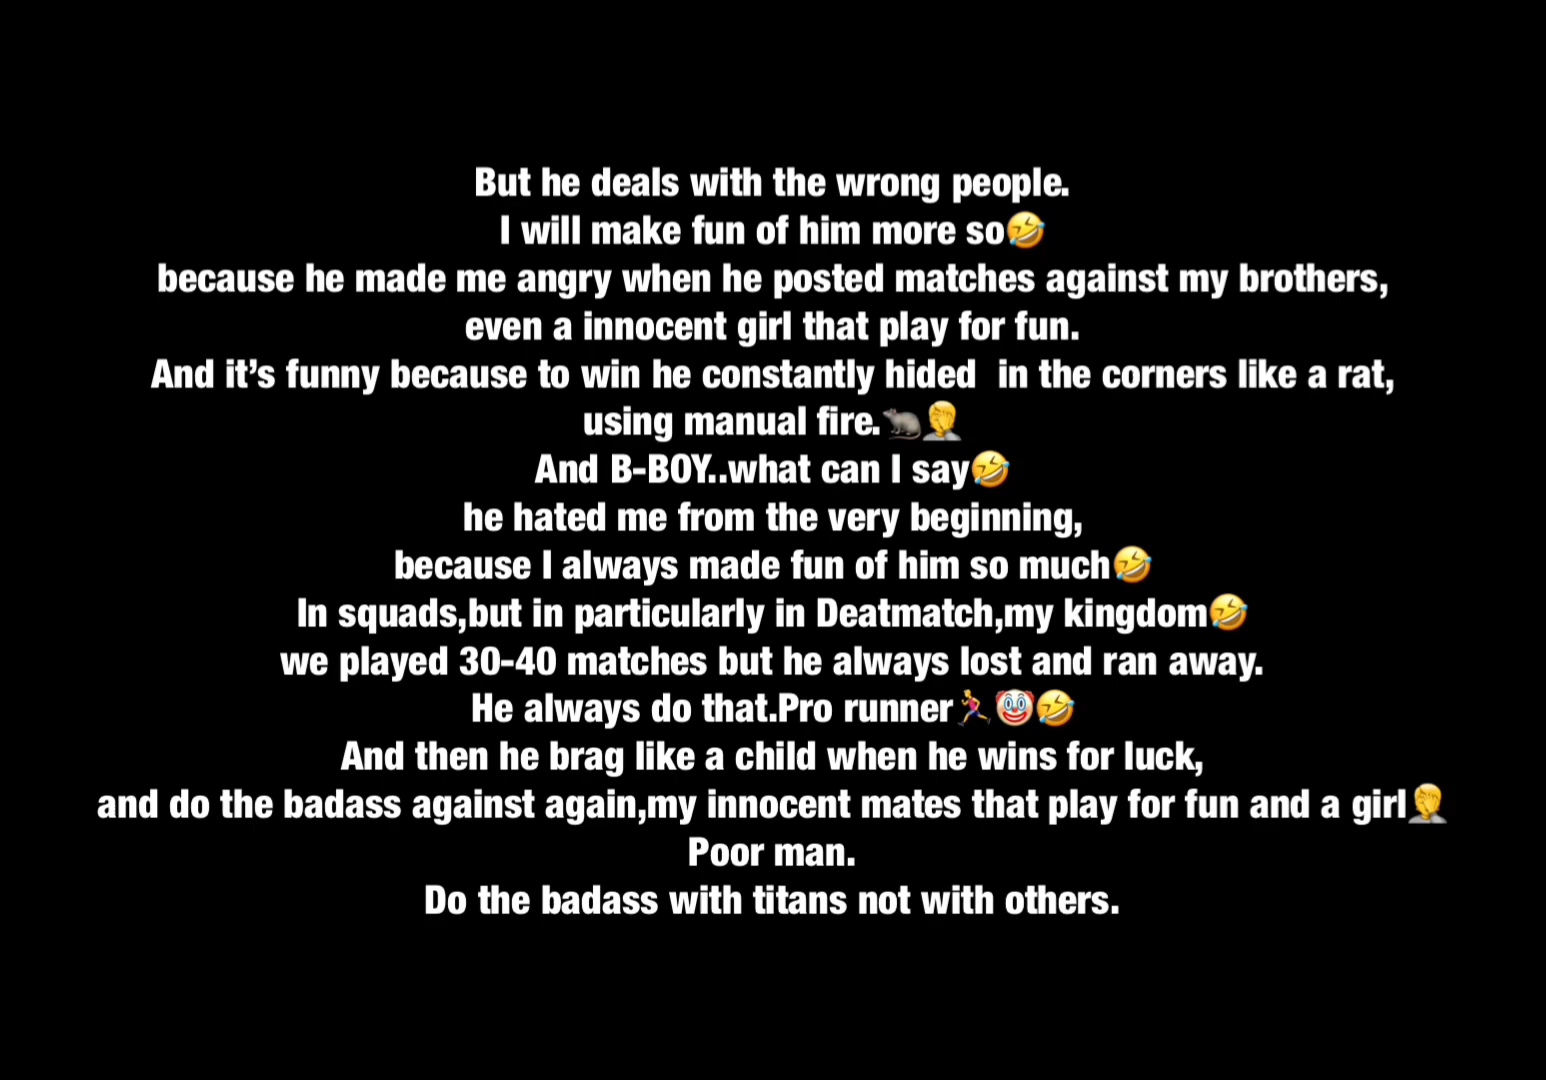 But he deals with the wrong people.
I will make fun of him more so🤣
because he made me angry when he posted matches against my brothers,
even a innocent girl that play for fun.
And it’s funny because to win he constantly hided  in the corners like a rat,
using manual fire.🐀🤦
And B-BOY..what can I say🤣
he hated me from the very beginning,
because I always made fun of him so much🤣
In squads,but in particularly in Deatmatch,my kingdom🤣
we played 30-40 matches but he always lost and ran away.
He always do that.Pro runner🏃🤡🤣
And then he brag like a child when he wins for luck,
and do the badass against again,my innocent mates that play for fun and a girl🤦
Poor man.
Do the badass with titans not with others.